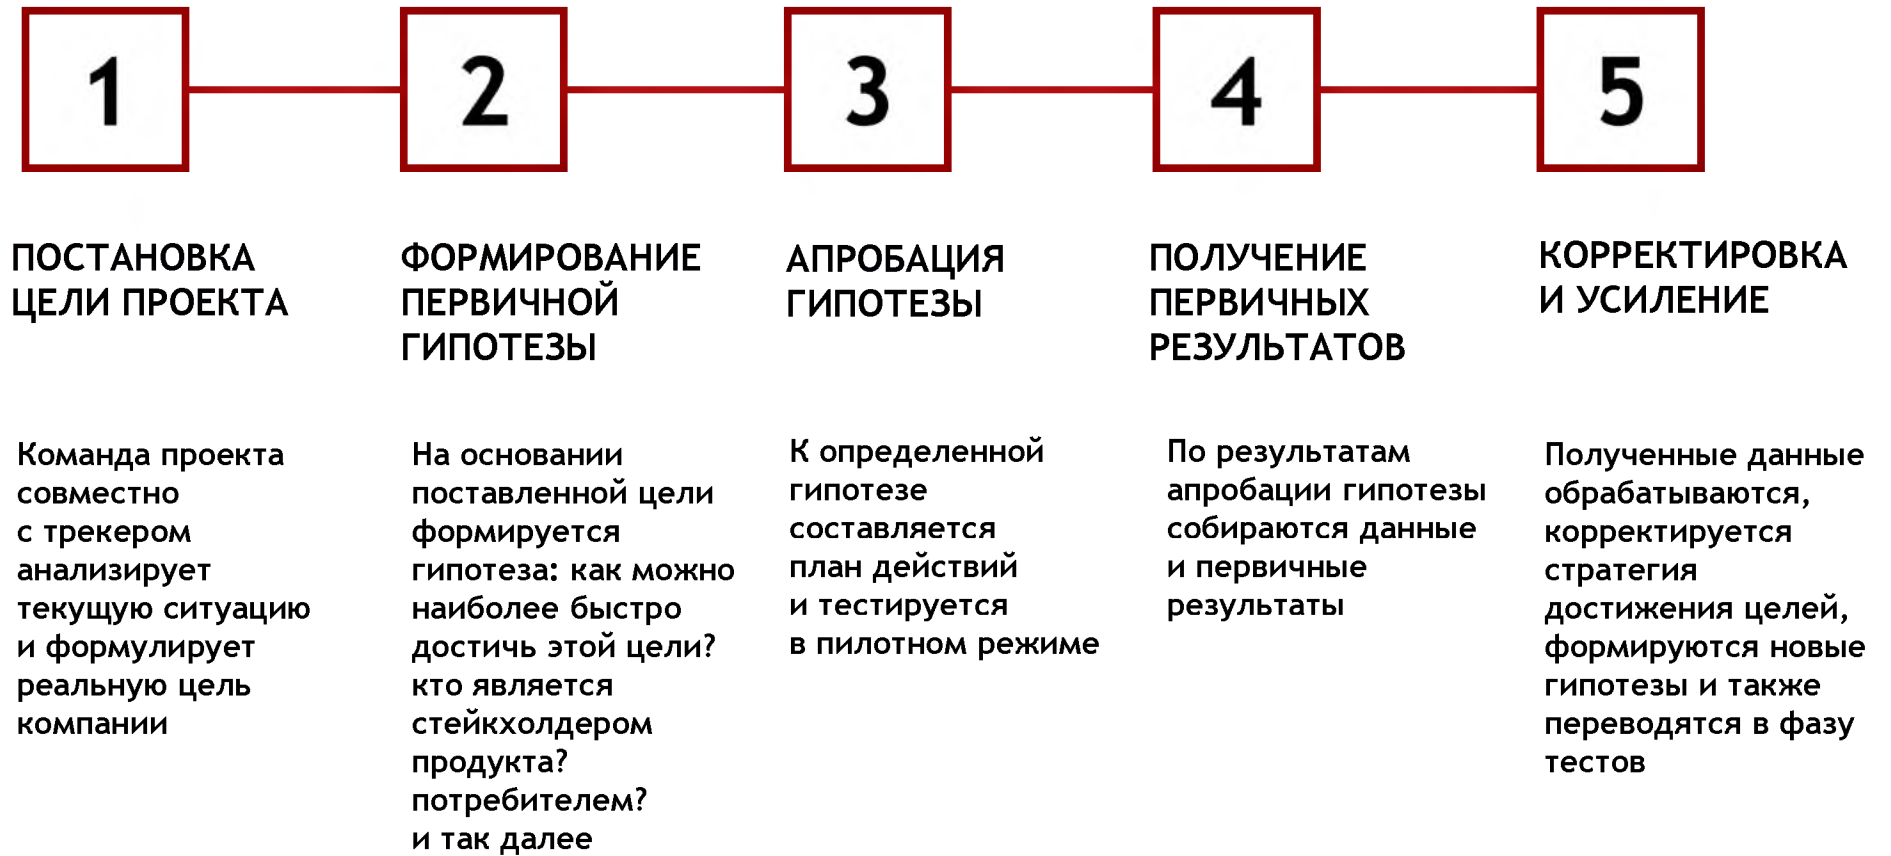 1
2
3
4
5
ПОСТАНОВКА
ЦЕЛИ ПРОЕКТА
ФОРМИРОВАНИЕ
ПЕРВИЧНОЙ
ГИПОТЕЗЫ
АПРОБАЦИЯ
ГИПОТЕЗЫ
ПОЛУЧЕНИЕ
ПЕРВИЧНЫХ
РЕЗУЛЬТАТОВ
КОРРЕКТИРОВКА
И УСИЛЕНИЕ
Команда проекта
совместно
с трекером
анализирует
текущую ситуацию
и формулирует
реальную цель
компании
На основании
поставленной цели
формируется
гипотеза: как можно
наиболее быстро
достичь этой цели?
кто является
стейкхолдером
продукта?
потребителем?
и так далее
К определенной
гипотезе
составляется
план действий
и тестируется
в пилотном режиме
По результатам
апробации гипотезы
собираются данные
и первичные
результаты
Полученные данные
обрабатываются,
корректируется
стратегия
достижения целей,
формируются новые
гипотезы и также
переводятся в фазу
тестов